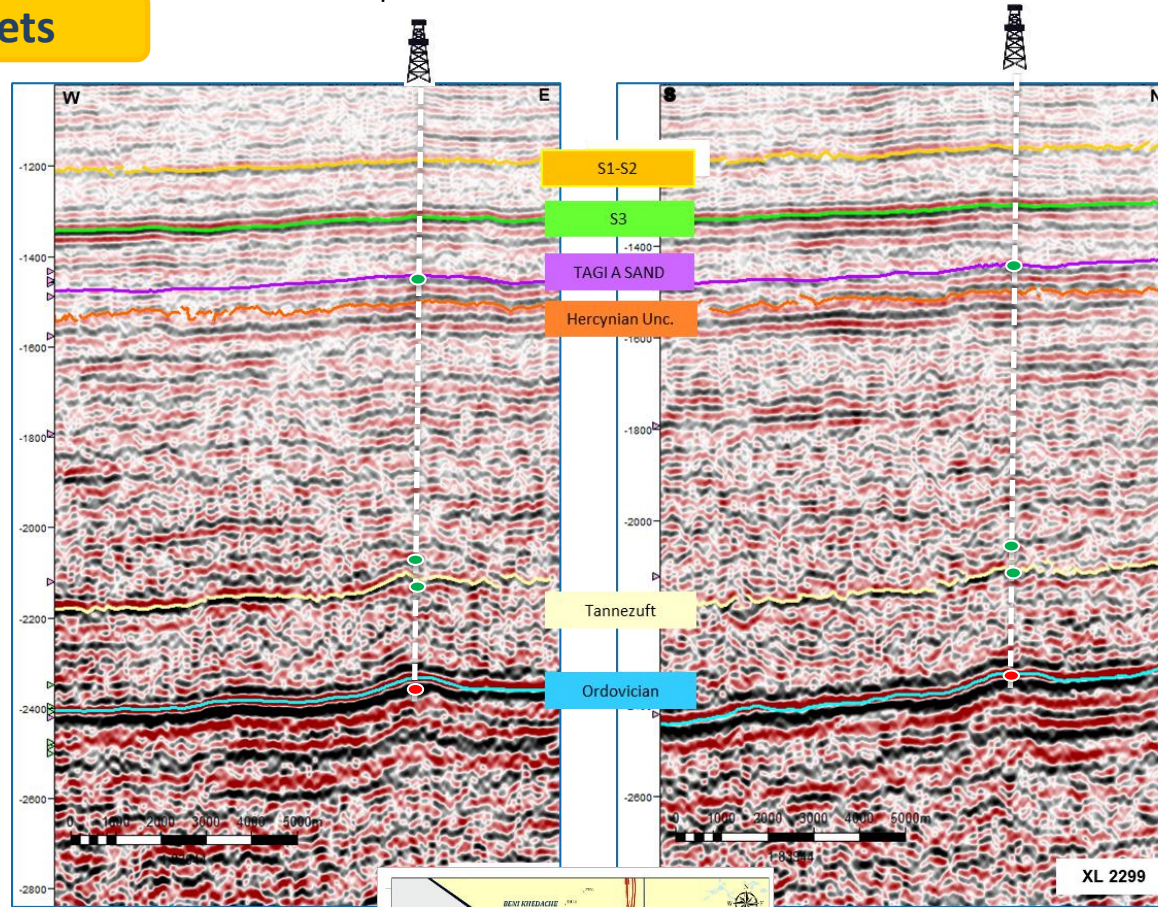 ets
W
E
S
N
-1200
-1400
-1600
-1800
-2000
-2200
-2400
-2600
-2800
S1-S2
S3
TAGI A SAND
Hercynian Unc.
Tannezuft
Ordovician
-1400
-1600
-1800
-2000
-2600
0 1000 2000 3000 4000 5000m
0 1000 2000 3000 4000 5000m
XL 2299
BENI KHEDACHE